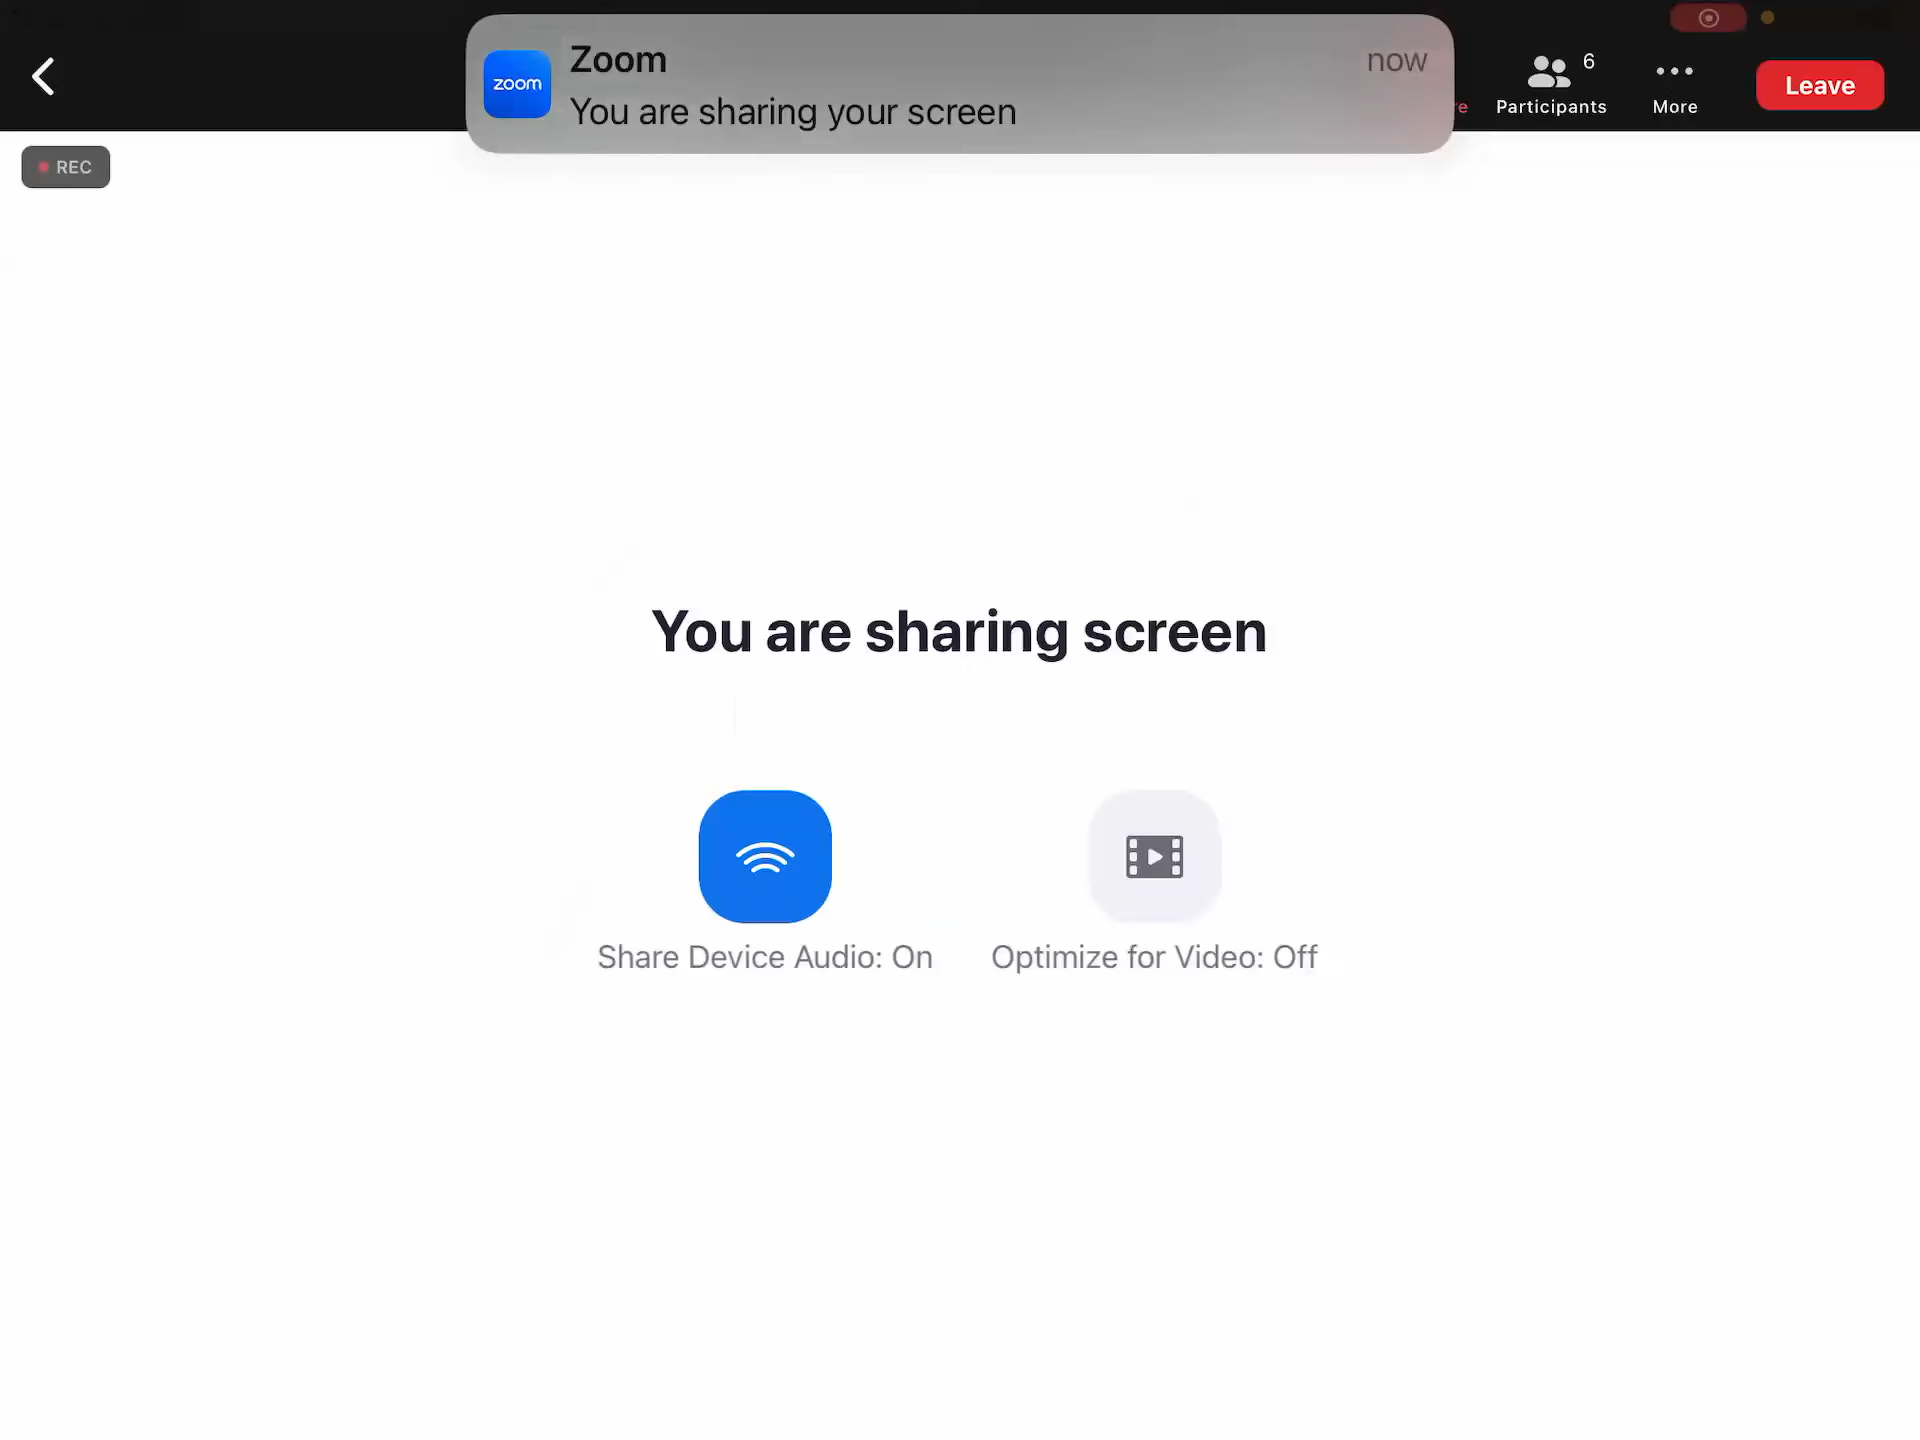 Zoom
now
zoom
You are sharing your screen
6
Participants
More
Leave
REC
You are sharing screen
Share Device Audio: On
Optimize for Video: Off